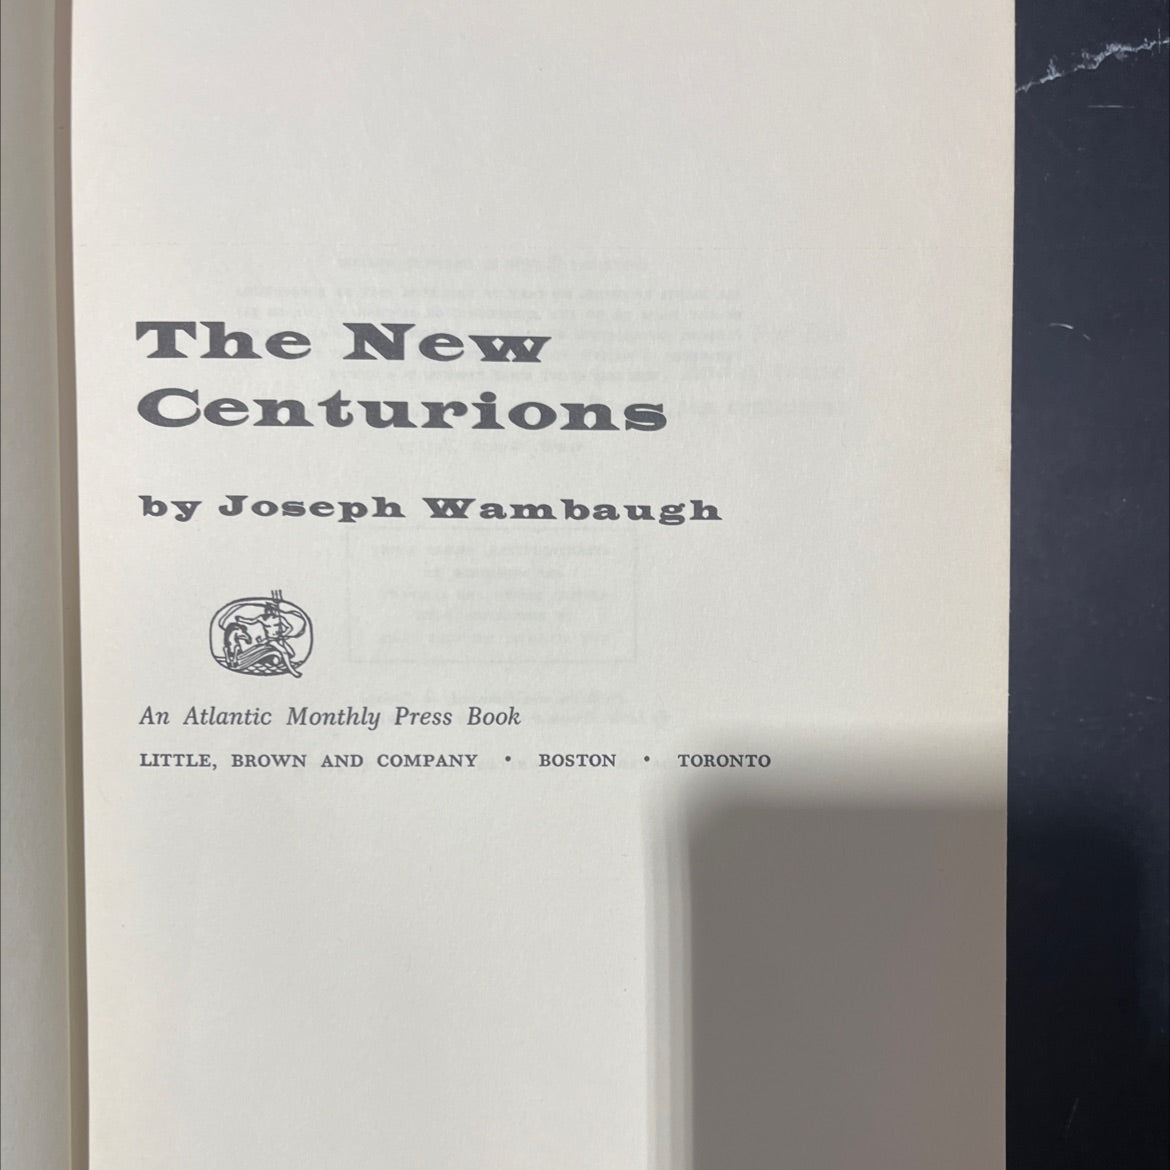 The New
Centurions
by Joseph Wambaugh
An Atlantic Monthly Press Book
LITTLE, BROWN AND COMPANY • BOSTON • TORONTO